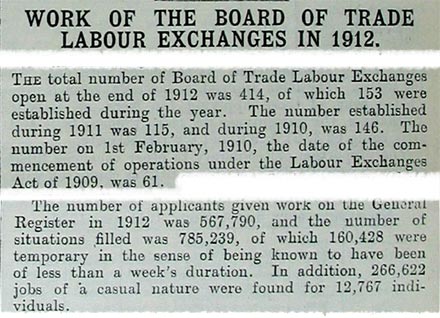 WORK OF THE BOARD OF TRADE
LABOUR EXCHANGES IN 1912.
THE total number of Board of Trade Labour Exchanges
open at the end of 1912 was 414, of which 153 were
established during the year. The number established
during 1911 was 115, and during 1910, was 146. The
number on 1st February, 1910, the date of the com-
mencement of operations under the Labour Exchanges
Act of 1909, was 61.
The number of applicants given work on the General
Register in 1912 was 567,790, and the number of
situations filled was 785,239, of which 160,428 were
temporary in the sense of being known to have been
of less than a week's duration. In addition, 266,622
jobs of a casual nature were found for 12,767 indi-
viduals.